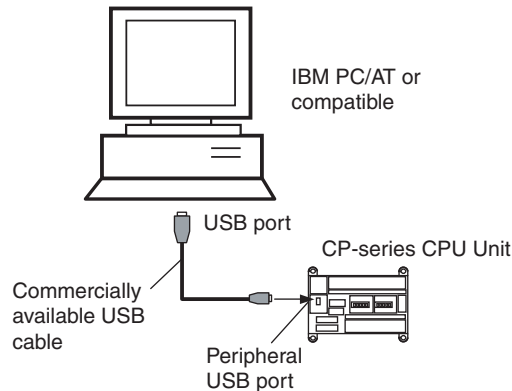 IBM PC/AT or
compatible
USB port
CP-series CPU Unit
Commercially
available USB
cable
Peripheral
USB port